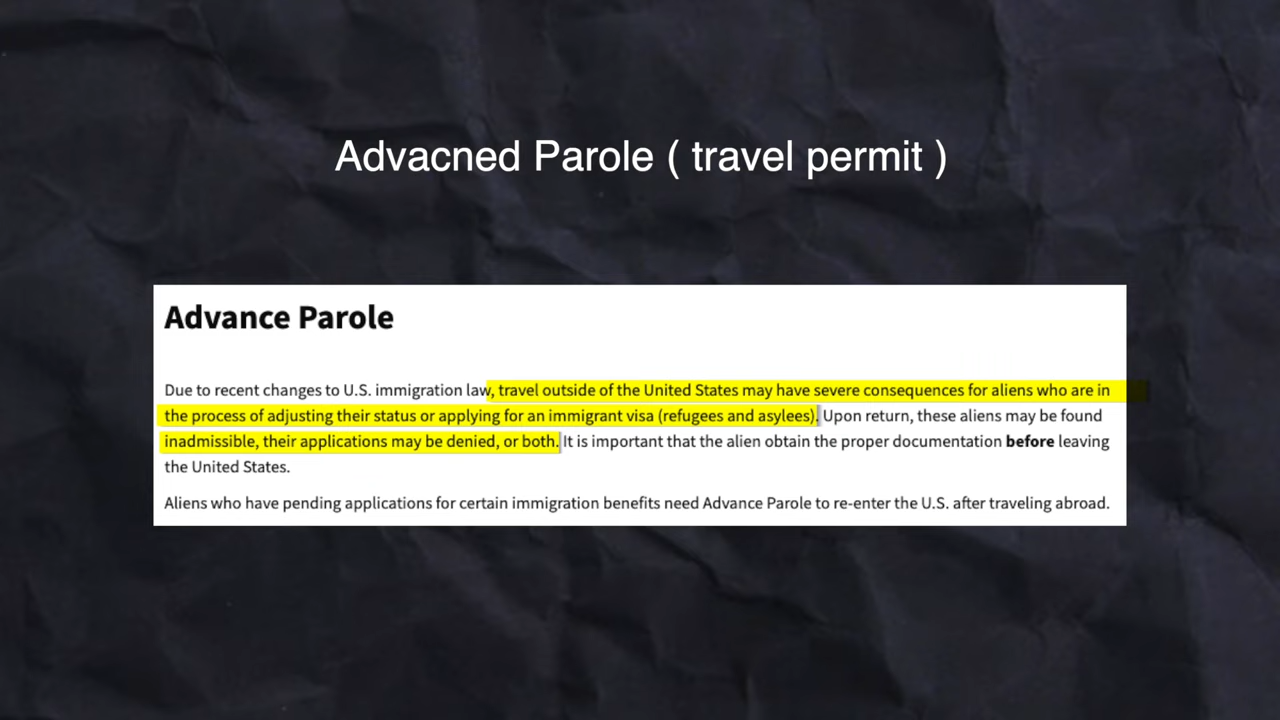 Advacned Parole ( travel permit )
Advance Parole
Due to recent changes to U.S. immigration law, travel outside of the United States may have severe consequences for aliens who are in
the process of adjusting their status or applying for an immigrant visa (refugees and asylees). Upon return, these aliens may be found
inadmissible, their applications may be denied, or both. It is important that the alien obtain the proper documentation before leaving
the United States.
Aliens who have pending applications for certain immigration benefits need Advance Parole to re-enter the U.S. after traveling abroad.